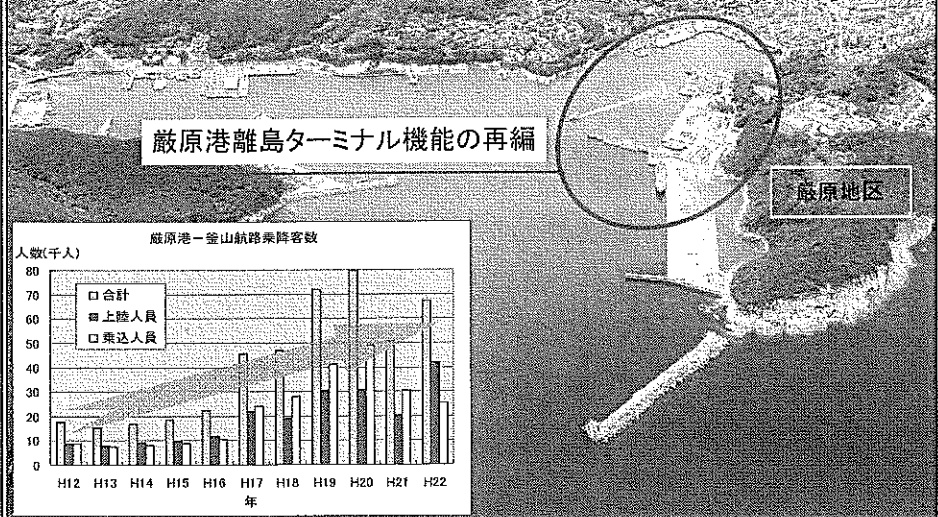 厳原港離島ターミナル機能の再編
厳原地区
厳原港－釜山航路乗降客数
人数(千人)
80
70
60
50
40
30
20
10
0
合計
上陸人員
乗込人員
H12 H13 H14 H15 H16 H17 H18 H19 H20 H21 H22
年